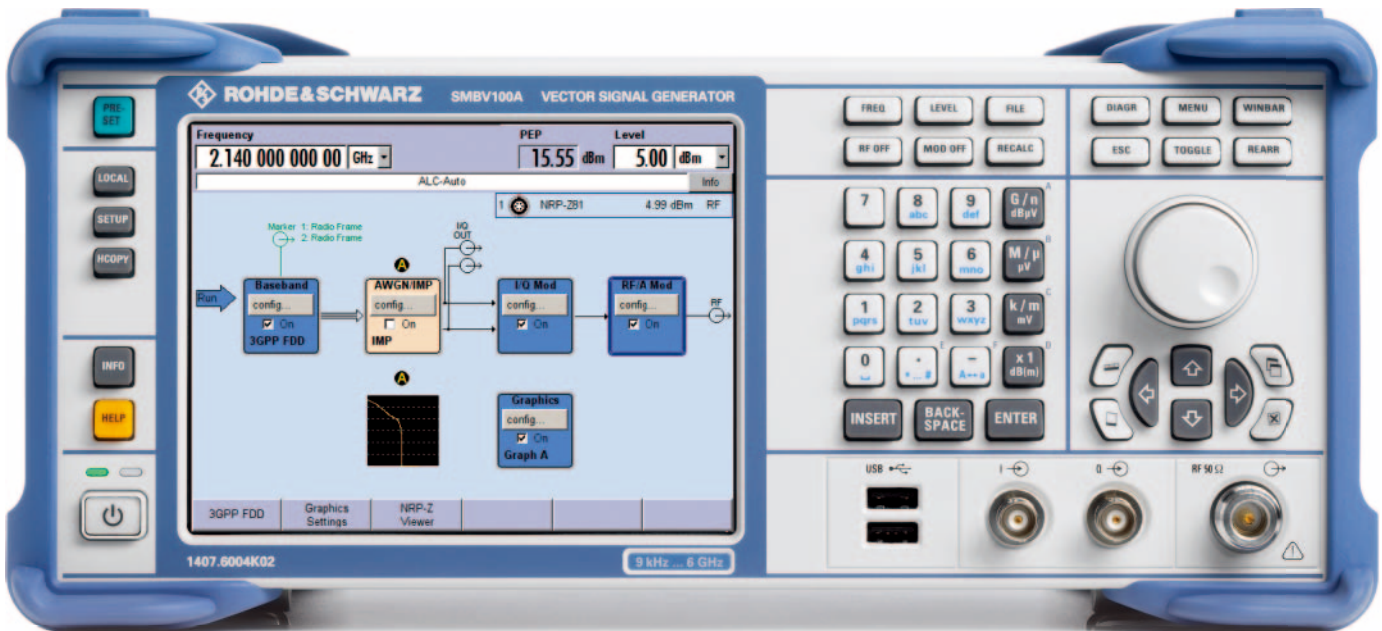 ROHDE&SCHWARZ SMBV100A VECTOR SIGNAL GENERATOR
PRE-
SET
LOCAL
SETUP
HCOPY
INFO
HELP
Frequency PEP Level
2.140 000 000 00 GHz 15.55 dBm 5.00 dBm
ALC-Auto Info
1 NRP-Z81 4.99 dBm RF
Marker 1: Radio Frame
2: Radio Frame
I/Q
OUT
A
Run
Baseband AWGN/IMP I/Q Mod RF/A Mod
config... config... config... config...
On On On On
3GPP FDD IMP
RF
A
Graphics
config...
On
Graph A
3GPP FDD Graphics Settings NRP-Z Viewer
1407.6004K02 9 kHz ... 6 GHz
FREQ LEVEL FILE
RF OFF MOD OFF RECALC
DIAGR MENU WINBAR
ESC TOGGLE REARR
7 8 abc 9 def G/n dBµV A
4 ghi 5 jkl 6 mno M/µ µV B
1 pqrs 2 tuv 3 wxyz k/m mV C
0 . *...# E – A↔a F x1 dB(m) D
INSERT BACK-SPACE ENTER
USB I Q RF 50 Ω